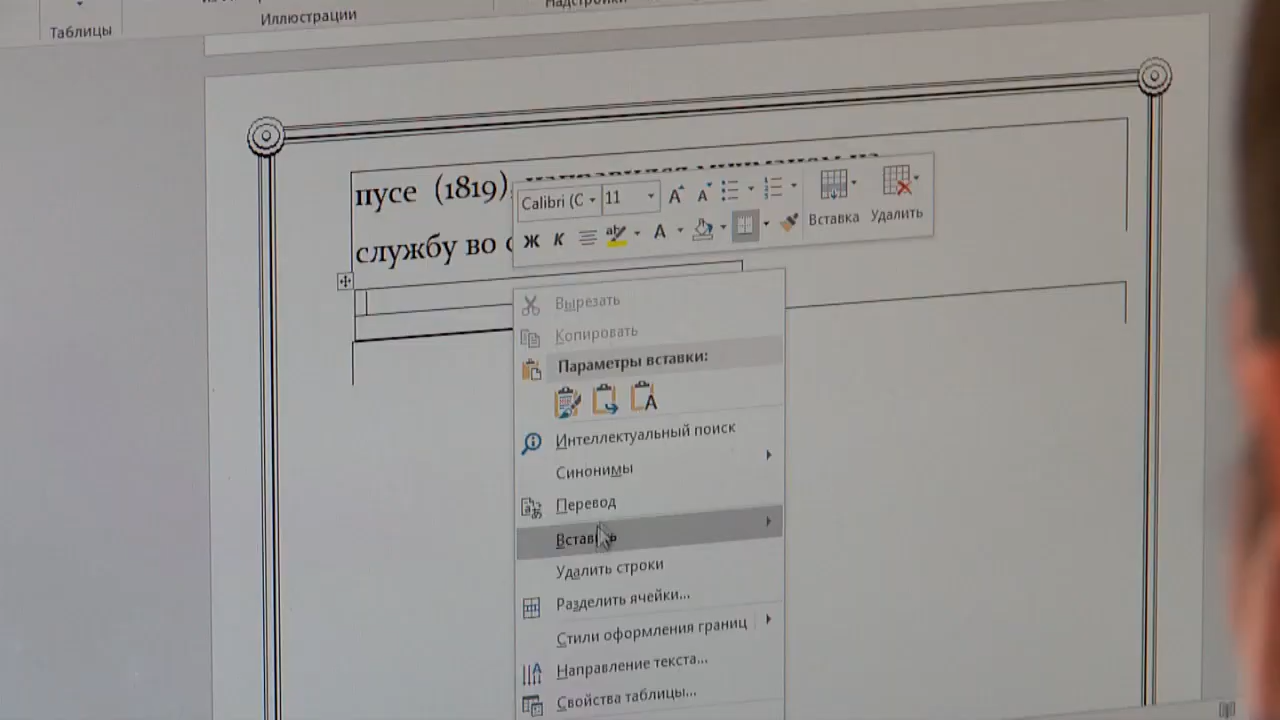 Таблицы
Иллюстрации
Надстройки
пусе (1819),
службу во
Calibri (С
11
Вставка
Удалить
Ж К
Вырезать
Копировать
Параметры вставки:
Интеллектуальный поиск
Синонимы
Перевод
Вставить
Удалить строки
Разделить ячейки...
Стили оформления границ
Направление текста...
Свойства таблицы...